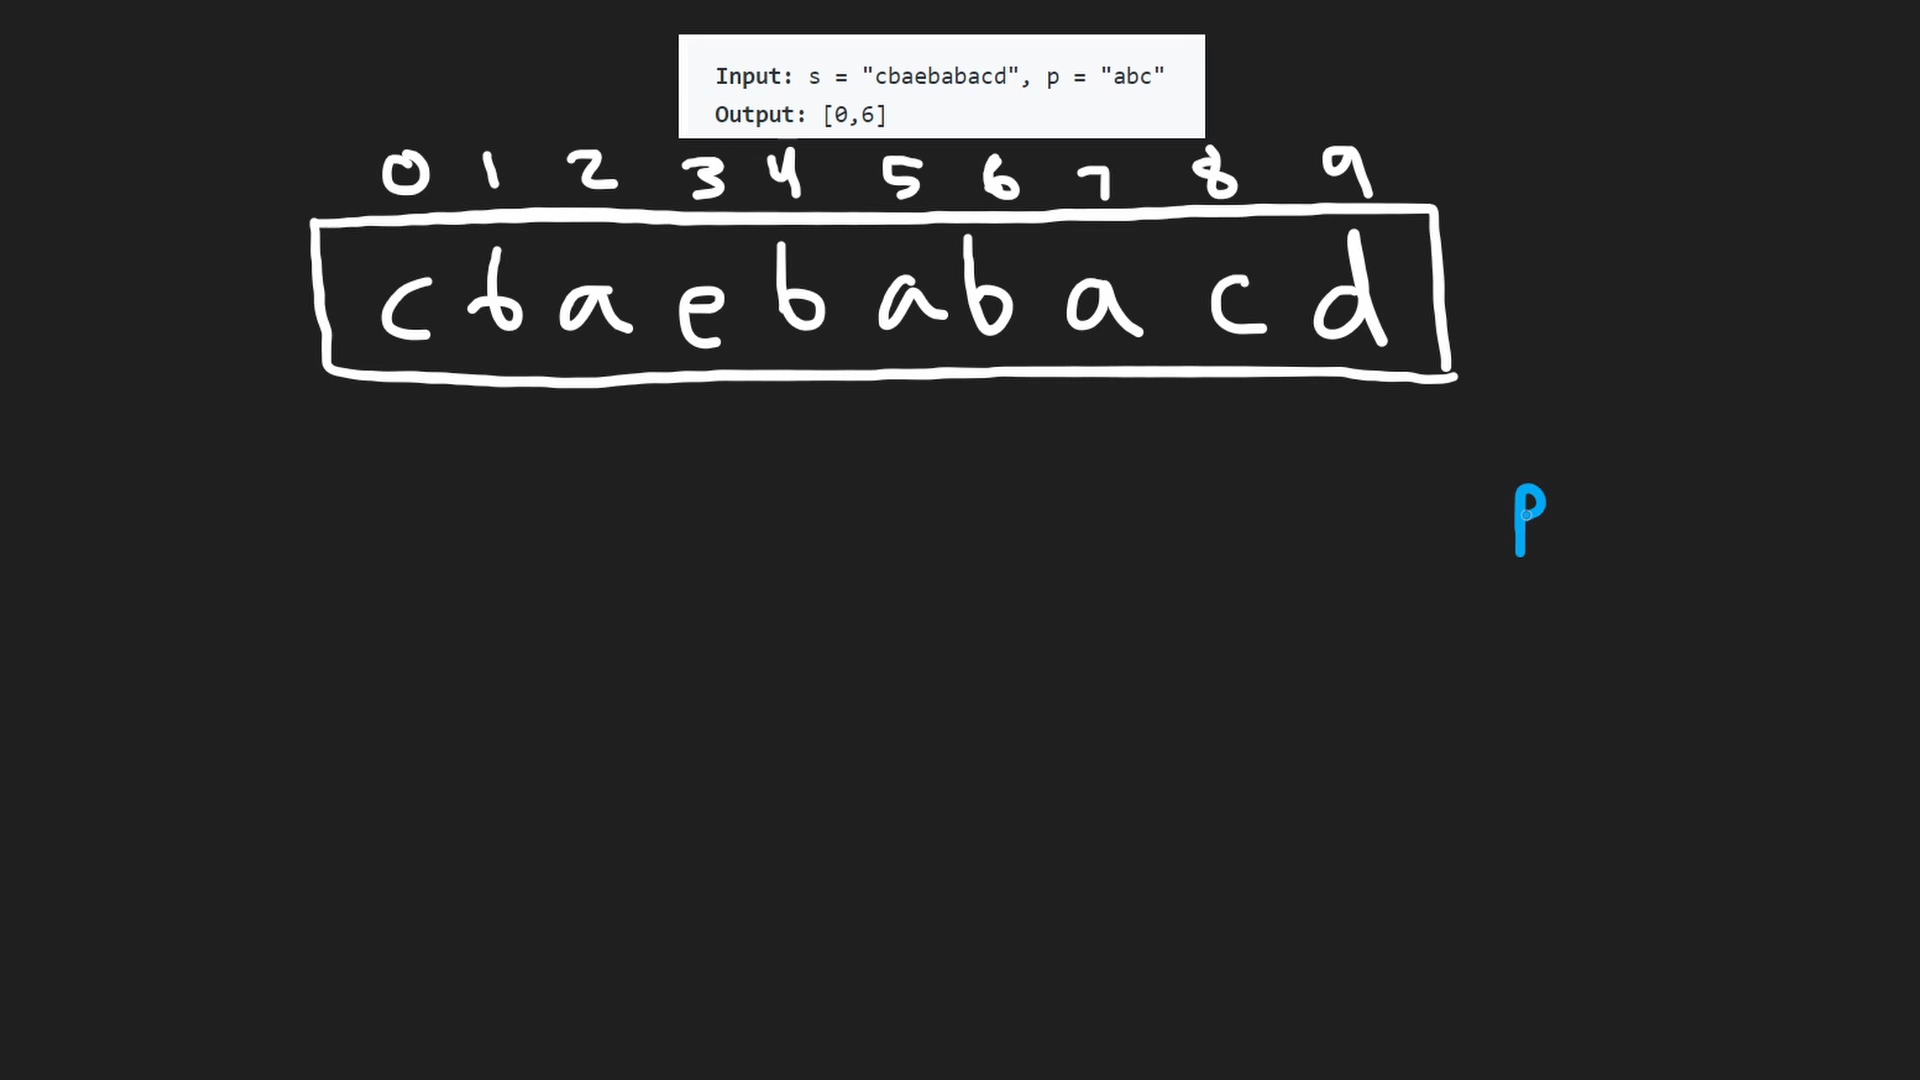 Input: s = "cbaebabacd", p = "abc"
Output: [0,6]
0 1 2 3 4 5 6 7 8 9
c b a e b a b a c d
P